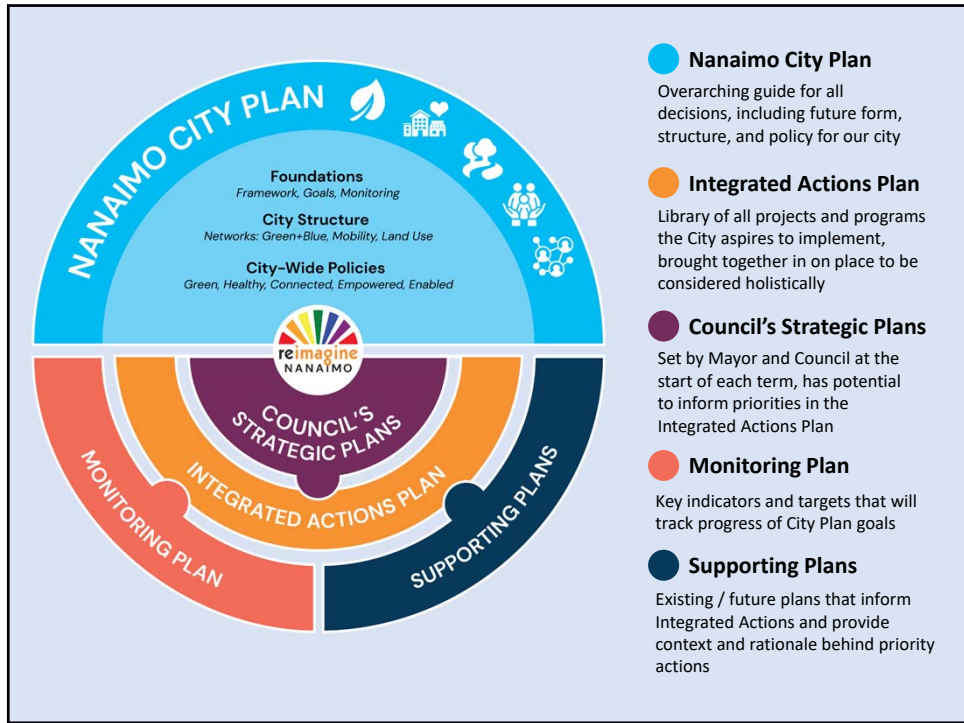 NANAIMO CITY PLAN
Foundations
Framework, Goals, Monitoring
City Structure
Networks: Green+Blue, Mobility, Land Use
City-Wide Policies
Green, Healthy, Connected, Empowered, Enabled
reimagine
NANAIMO
COUNCIL'S
STRATEGIC PLANS
INTEGRATED ACTIONS PLAN
MONITORING PLAN
SUPPORTING PLANS
Nanaimo City Plan
Overarching guide for all
decisions, including future form,
structure, and policy for our city
Integrated Actions Plan
Library of all projects and programs
the City aspires to implement,
brought together in on place to be
considered holistically
Council's Strategic Plans
Set by Mayor and Council at the
start of each term, has potential
to inform priorities in the
Integrated Actions Plan
Monitoring Plan
Key indicators and targets that will
track progress of City Plan goals
Supporting Plans
Existing / future plans that inform
Integrated Actions and provide
context and rationale behind priority
actions